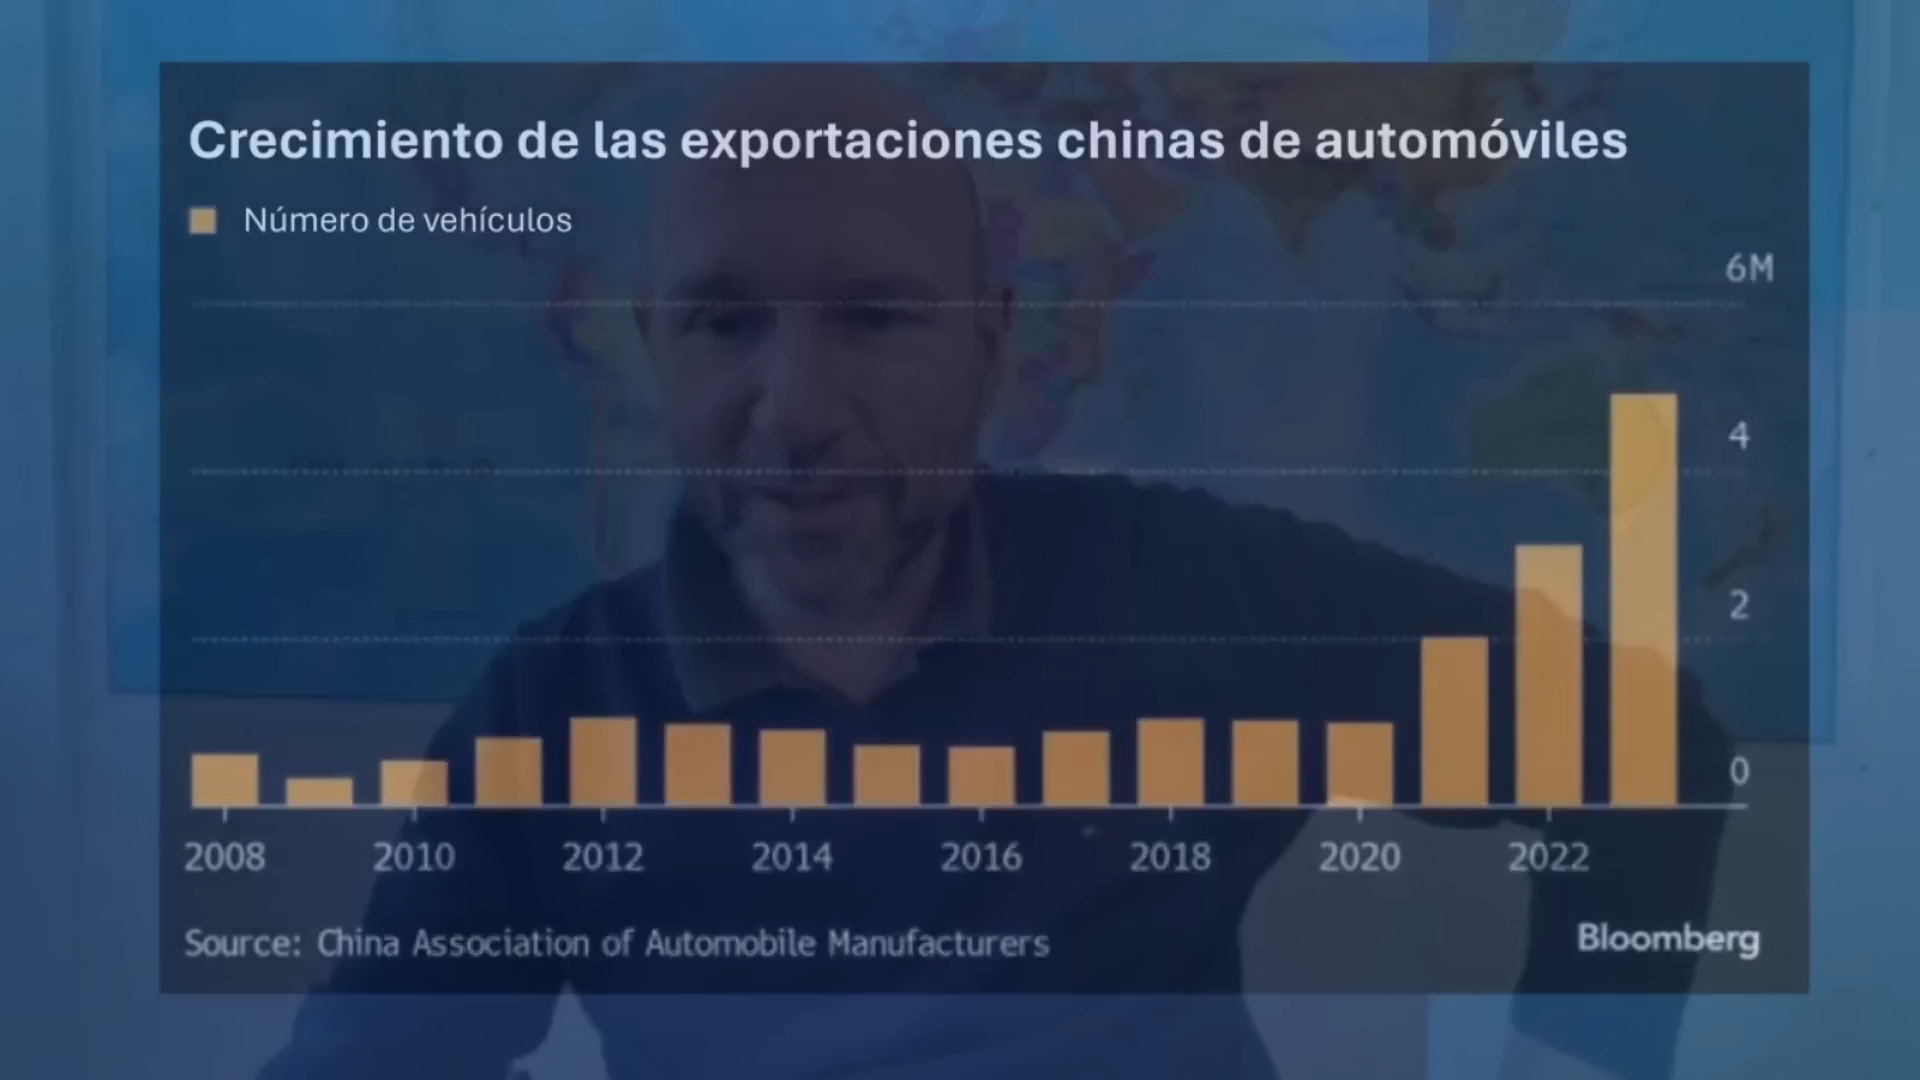 Crecimiento de las exportaciones chinas de automóviles
Número de vehículos
6M
4
2
0
2008 2010 2012 2014 2016 2018 2020 2022
Source: China Association of Automobile Manufacturers
Bloomberg